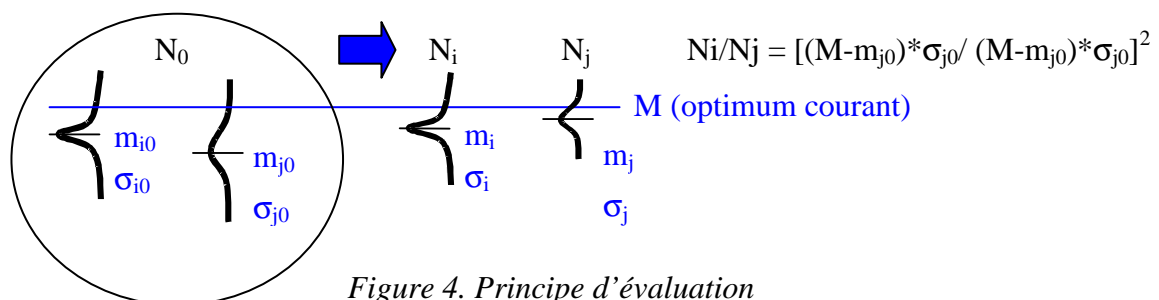 N₀ Nᵢ Nⱼ Ni/Nj = [(M-mⱼ₀)*σⱼ₀/ (M-mⱼ₀)*σⱼ₀]²
M (optimum courant)
mᵢ₀ mⱼ₀ mᵢ mⱼ
σᵢ₀ σⱼ₀ σᵢ σⱼ
Figure 4. Principe d'évaluation